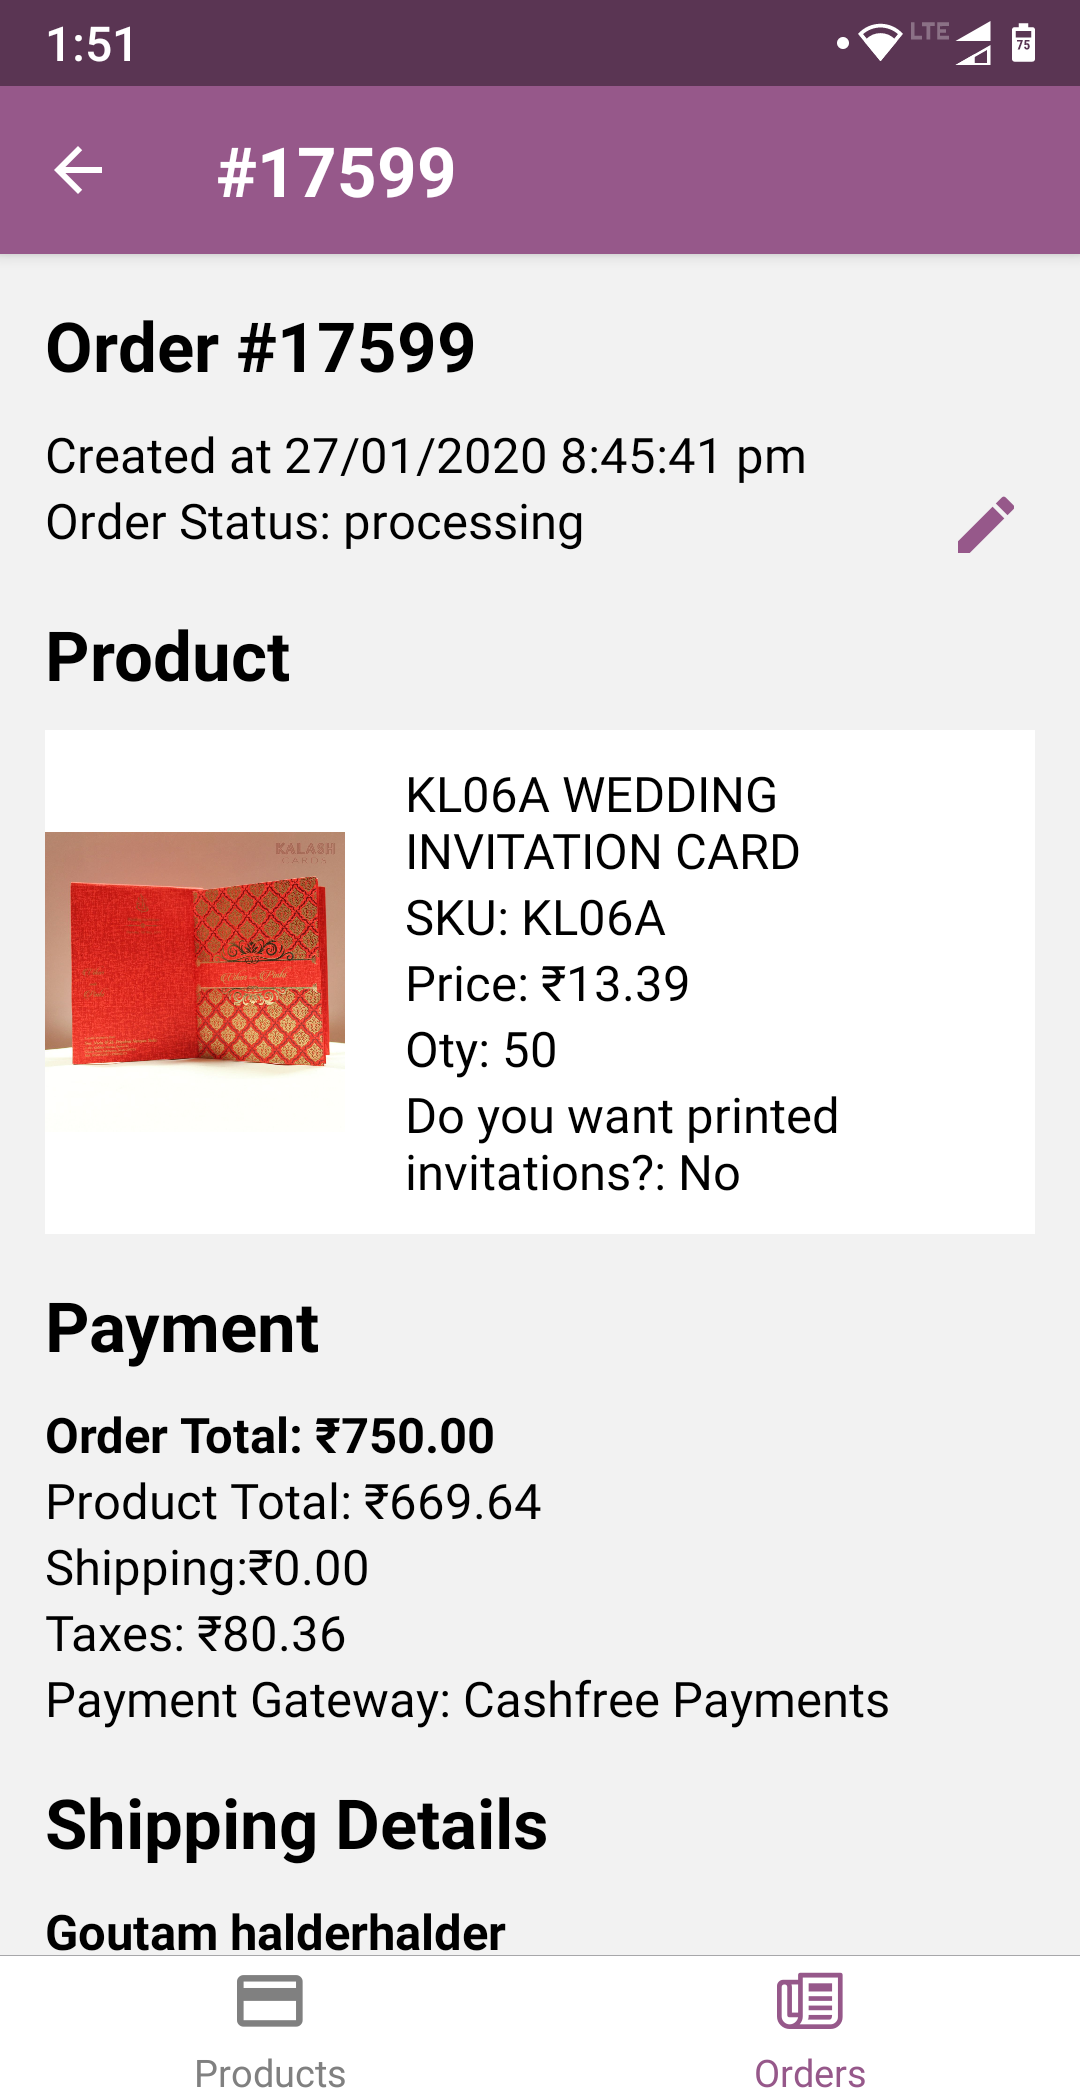 1:51
LTE
75
#17599
Order #17599
Created at 27/01/2020 8:45:41 pm
Order Status: processing
Product
KALASH
CARDS
KL06A WEDDING
INVITATION CARD
SKU: KL06A
Price: ₹13.39
Oty: 50
Do you want printed
invitations?: No
Payment
Order Total: ₹750.00
Product Total: ₹669.64
Shipping:₹0.00
Taxes: ₹80.36
Payment Gateway: Cashfree Payments
Shipping Details
Goutam halderhalder
Products
Orders